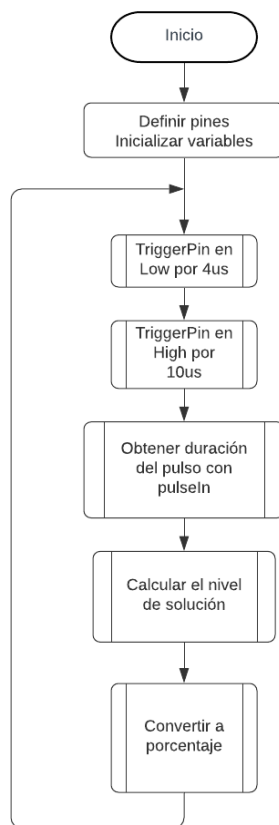 Inicio
Definir pines
Inicializar variables
TriggerPin en
Low por 4us
TriggerPin en
High por
10us
Obtener duración
del pulso con
pulseIn
Calcular el nivel
de solución
Convertir a
porcentaje